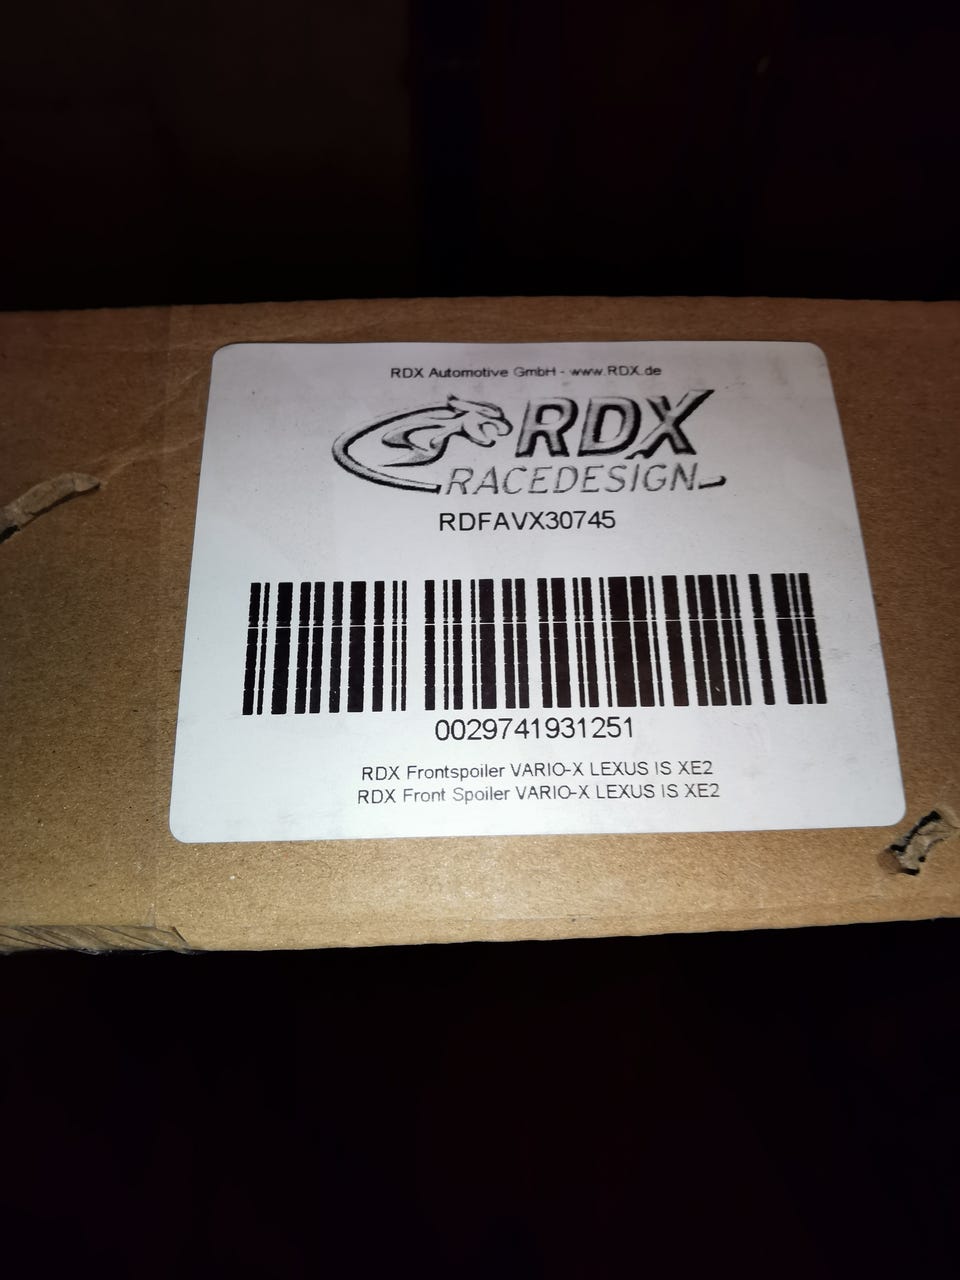 RDX Automotive GmbH - www.RDX.de
RDX
RACEDESIGN
RDFAVX30745
0029741931251
RDX Frontspoiler VARIO-X LEXUS IS XE2
RDX Front Spoiler VARIO-X LEXUS IS XE2